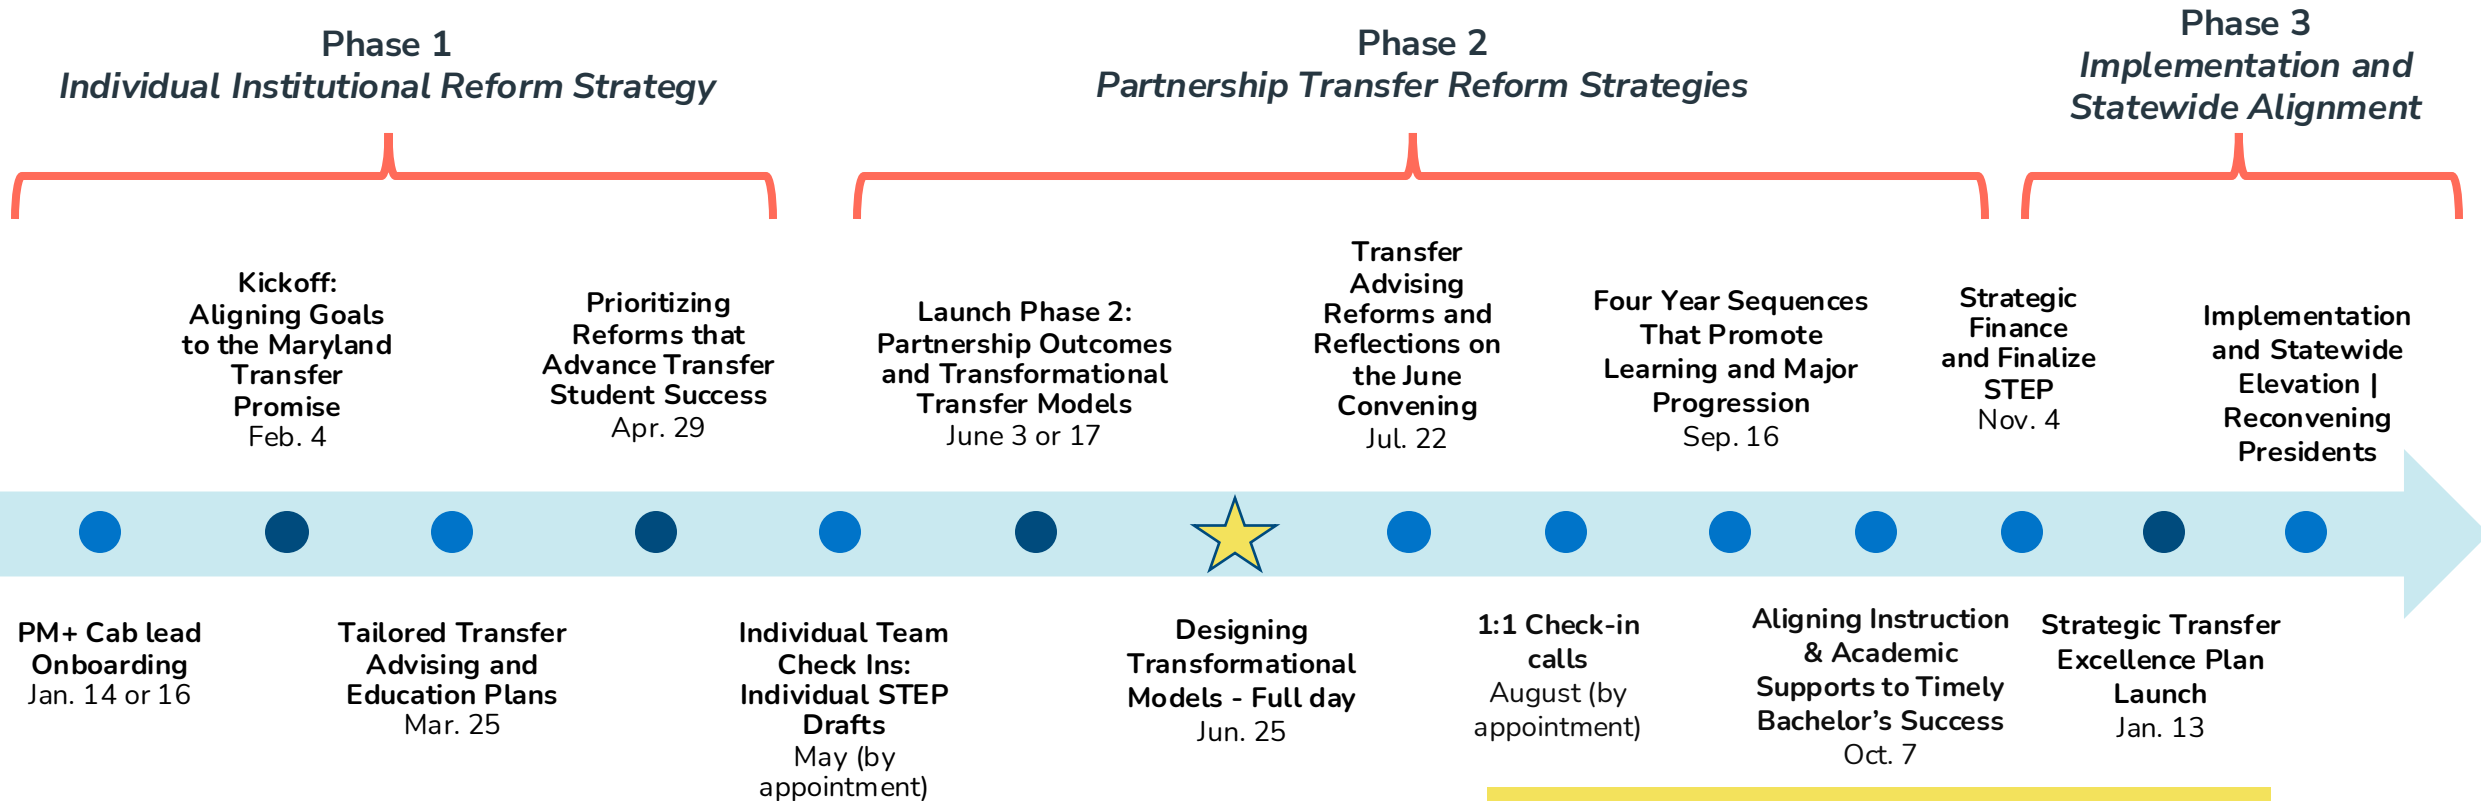 Phase 1
Individual Institutional Reform Strategy
Phase 2
Partnership Transfer Reform Strategies
Phase 3
Implementation and
Statewide Alignment
Kickoff:
Aligning Goals
to the Maryland
Transfer
Promise
Feb. 4
Prioritizing
Reforms that
Advance Transfer
Student Success
Apr. 29
Launch Phase 2:
Partnership Outcomes
and Transformational
Transfer Models
June 3 or 17
Transfer
Advising
Reforms and
Reflections on
the June
Convening
Jul. 22
Four Year Sequences
That Promote
Learning and Major
Progression
Sep. 16
Strategic
Finance
and Finalize
STEP
Nov. 4
Implementation
and Statewide
Elevation |
Reconvening
Presidents
PM+ Cab lead
Onboarding
Jan. 14 or 16
Tailored Transfer
Advising and
Education Plans
Mar. 25
Individual Team
Check Ins:
Individual STEP
Drafts
May (by
appointment)
Designing
Transformational
Models - Full day
Jun. 25
1:1 Check-in
calls
August (by
appointment)
Aligning Instruction
& Academic
Supports to Timely
Bachelor’s Success
Oct. 7
Strategic Transfer
Excellence Plan
Launch
Jan. 13